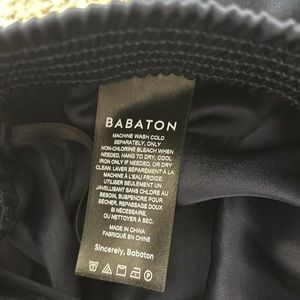 BABATON
MACHINE WASH COLD
SEPARATELY, ONLY
NON-CHLORINE BLEACH WHEN
NEEDED, HANG TO DRY, COOL
IRON IF NEEDED OR DRY
CLEAN. LAVER SÉPARÉMENT À LA
MACHINE À L'EAU FROIDE.
UTILISER SEULEMENT UN
JAVELLISANT SANS CHLORE AU
BESOIN, SUSPENDRE POUR
SÉCHER, REPASSAGE DOUX
SI NÉCESSAIRE,
OU NETTOYER À SEC.
MADE IN CHINA
FABRIQUÉ EN CHINE
Sincerely, Babaton